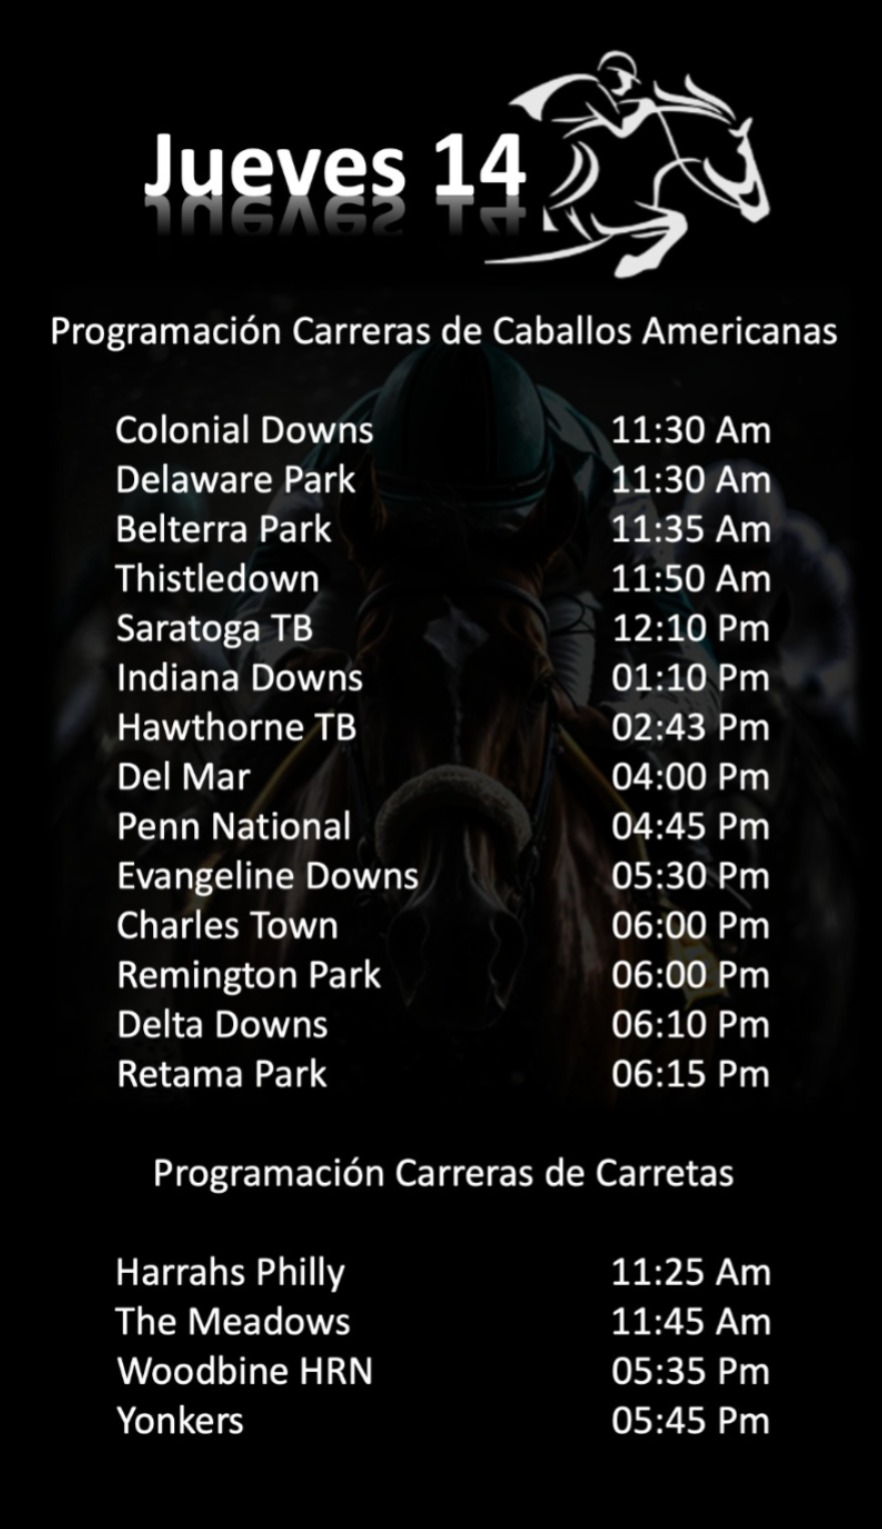 Jueves 14
Programación Carreras de Caballos Americanas
Colonial Downs 11:30 Am
Delaware Park 11:30 Am
Belterra Park 11:35 Am
Thistledown 11:50 Am
Saratoga TB 12:10 Pm
Indiana Downs 01:10 Pm
Hawthorne TB 02:43 Pm
Del Mar 04:00 Pm
Penn National 04:45 Pm
Evangeline Downs 05:30 Pm
Charles Town 06:00 Pm
Remington Park 06:00 Pm
Delta Downs 06:10 Pm
Retama Park 06:15 Pm
Programación Carreras de Carretas
Harrahs Philly 11:25 Am
The Meadows 11:45 Am
Woodbine HRN 05:35 Pm
Yonkers 05:45 Pm